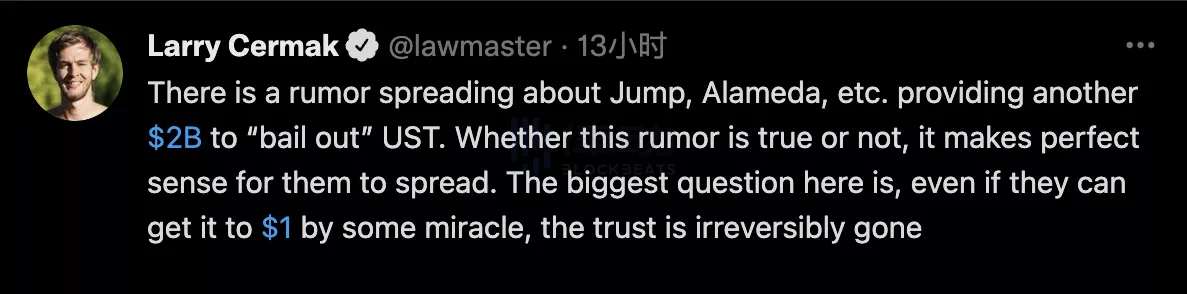 Larry Cermak @lawmaster · 13小时
There is a rumor spreading about Jump, Alameda, etc. providing another
$2B to “bail out” UST. Whether this rumor is true or not, it makes perfect
sense for them to spread. The biggest question here is, even if they can
get it to $1 by some miracle, the trust is irreversibly gone
BLOCKBEATS